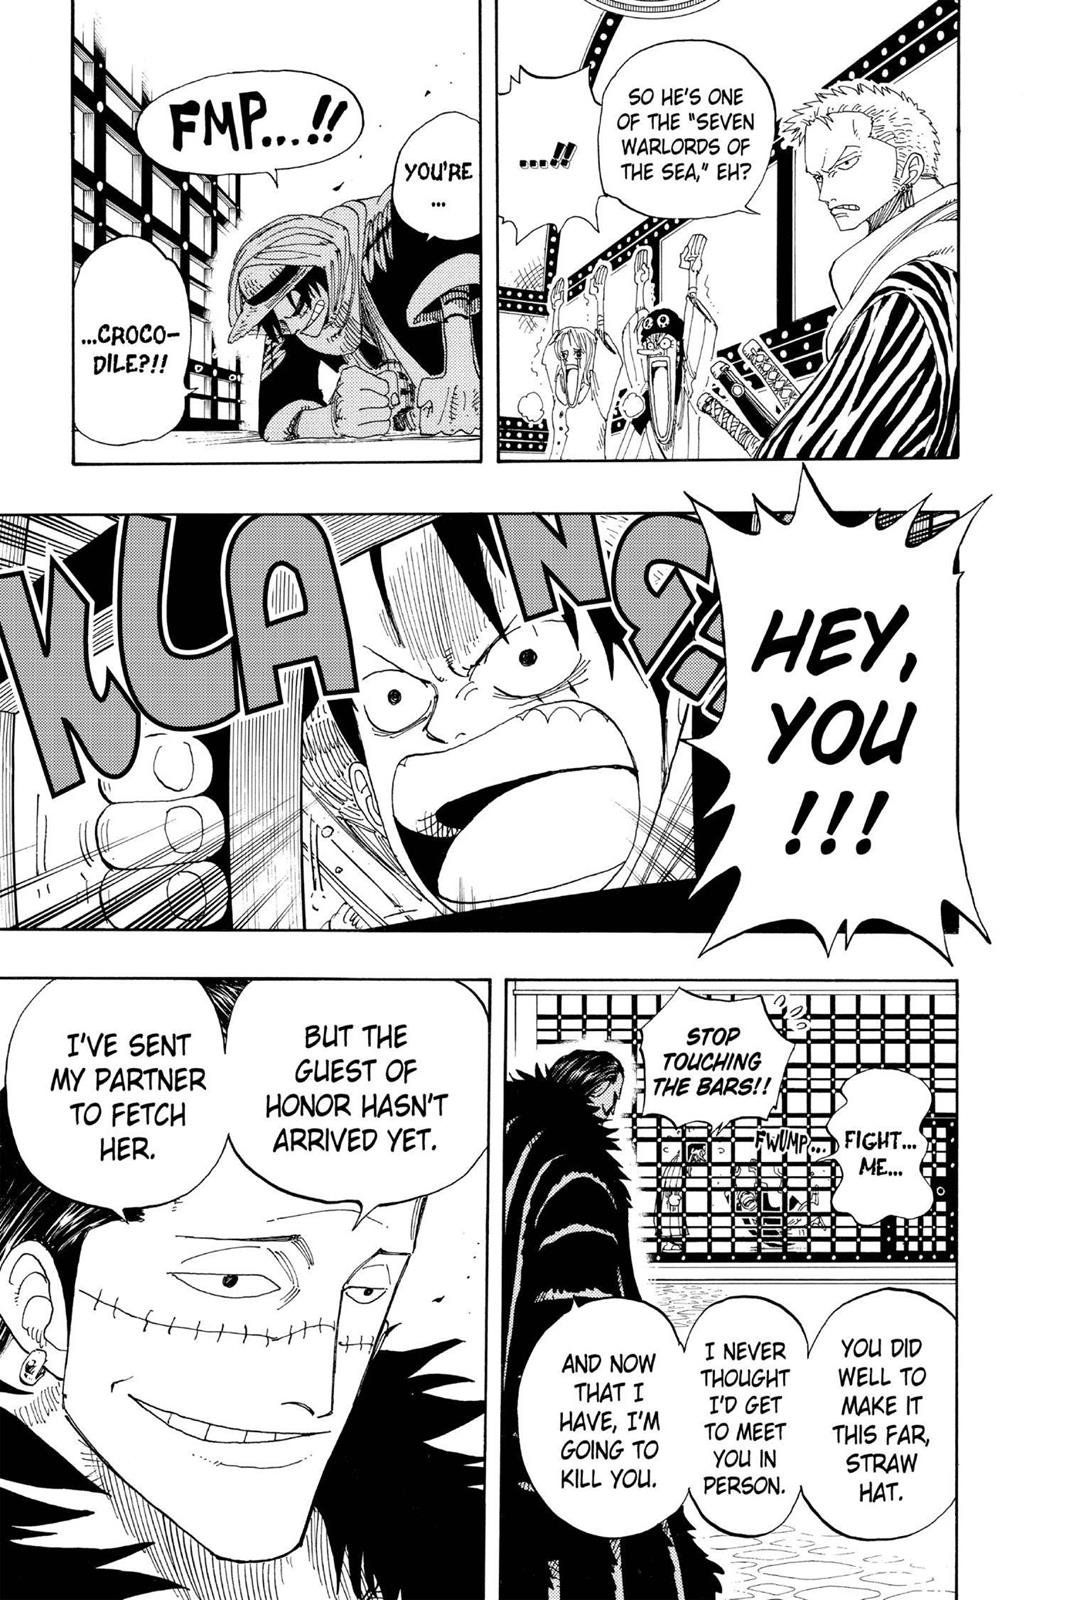 SO HE'S ONE
OF THE "SEVEN
WARLORDS OF
THE SEA," EH?
....!!
YOU'RE
...
FMP...!!
...CROCO-
DILE?!!
HEY,
YOU
!!!
KLANG!!
STOP
TOUCHING
THE BARS!!
FWUMP...
FIGHT...
ME...
YOU DID
WELL TO
MAKE IT
THIS FAR,
STRAW
HAT.
I NEVER
THOUGHT
I'D GET
TO MEET
YOU IN
PERSON.
AND NOW
THAT I
HAVE, I'M
GOING TO
KILL YOU.
BUT THE
GUEST OF
HONOR HASN'T
ARRIVED YET.
I'VE SENT
MY PARTNER
TO FETCH
HER.